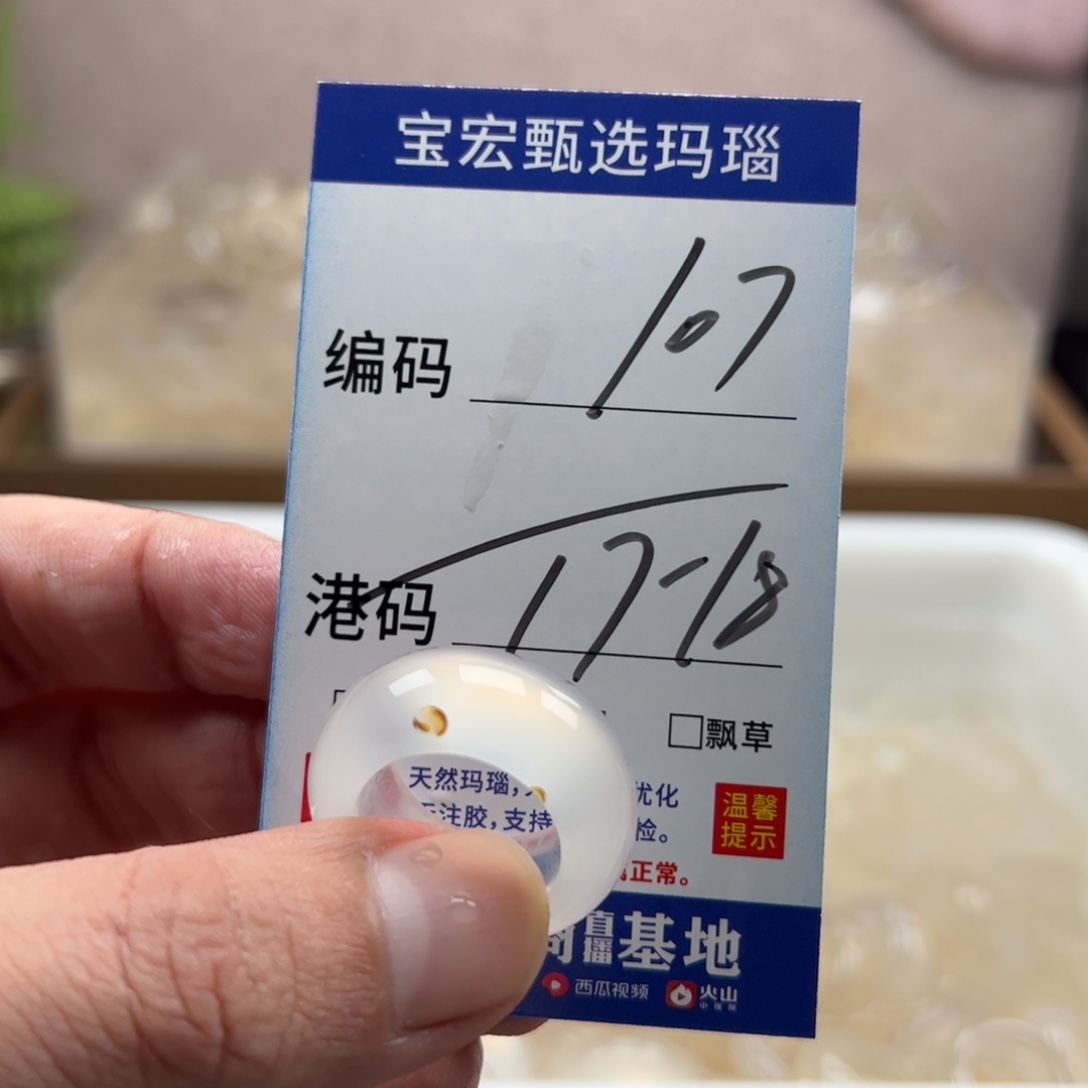 宝宏甄选玛瑙
编码 107
港码 17-18
□飘草
天然玛瑙, 优化
注胶,支持 检。
正常。
温馨
提示
直播基地
西瓜视频 火山